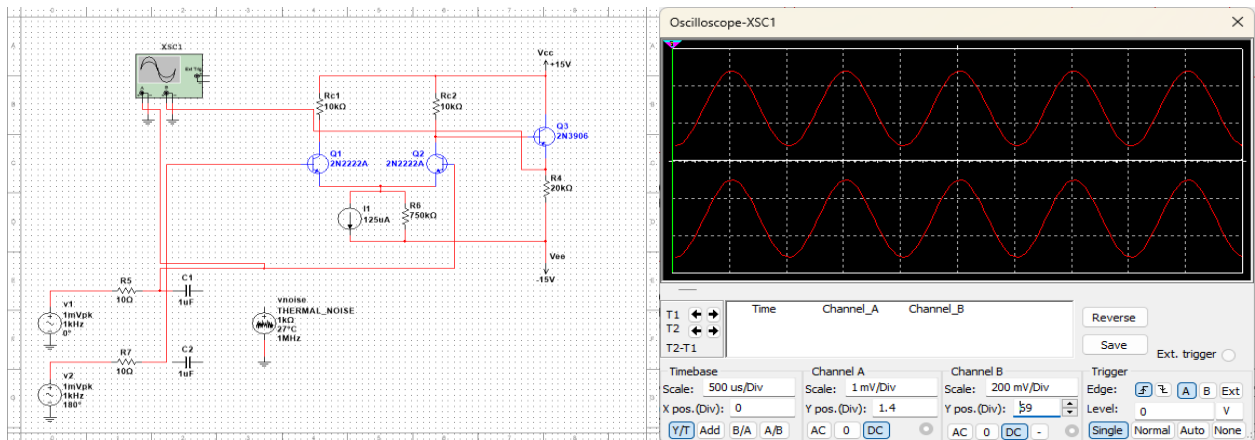 XSC1
Ext Trig
Vcc
+15V
Rc1
10kΩ
Rc2
10kΩ
Q3
2N3906
Q1
2N2222A
Q2
2N2222A
R4
20kΩ
I1
125uA
R6
750kΩ
Vee
-15V
R5
10Ω
C1
1uF
v1
1mVpk
1kHz
0°
vnoise
THERMAL_NOISE
1kΩ
27°C
1MHz
R7
10Ω
C2
1uF
v2
1mVpk
1kHz
180°
Oscilloscope-XSC1
T1
T2
T2-T1
Time Channel_A Channel_B
Reverse
Save
Ext. trigger
Timebase
Scale: 500 us/Div
X pos.(Div): 0
Y/T Add B/A A/B
Channel A
Scale: 1 mV/Div
Y pos.(Div): 1.4
AC 0 DC
Channel B
Scale: 200 mV/Div
Y pos.(Div): 59
AC 0 DC -
Trigger
Edge: A B Ext
Level: 0 V
Single Normal Auto None